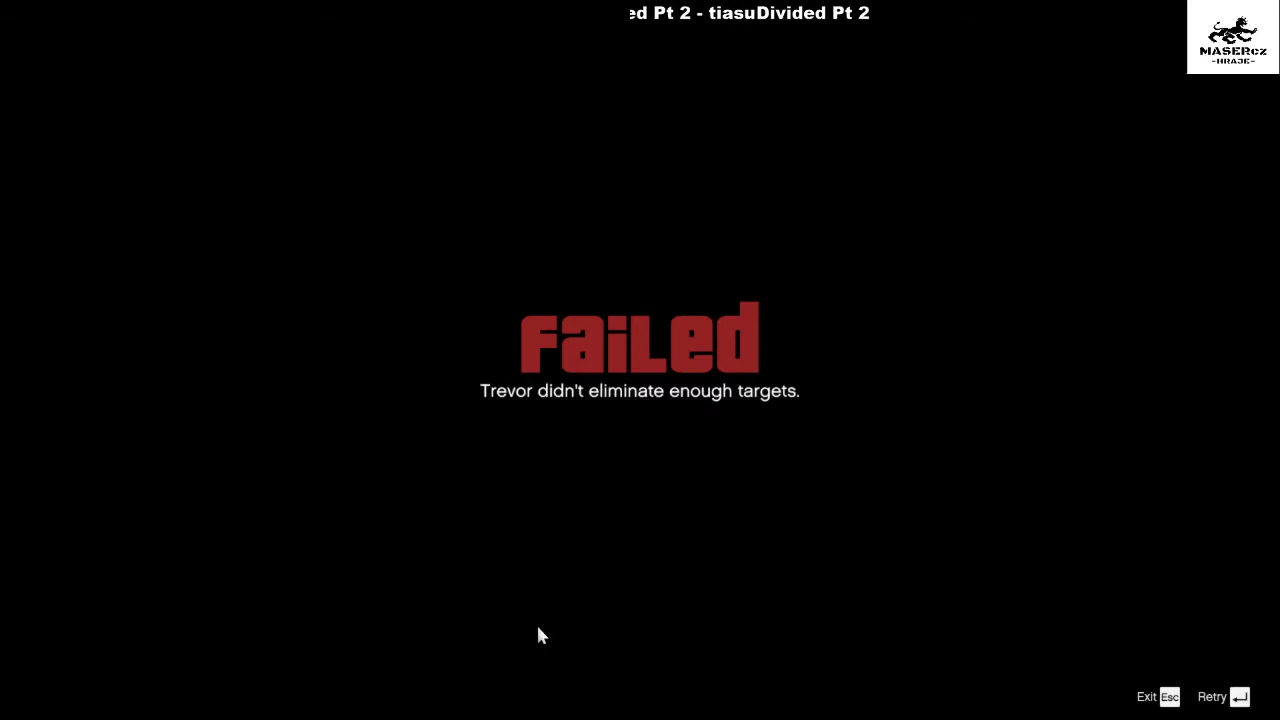 ed Pt 2 - tiasuDivided Pt 2
MASERcz
-HRAJE-
FaiLed
Trevor didn't eliminate enough targets.
Exit Esc Retry